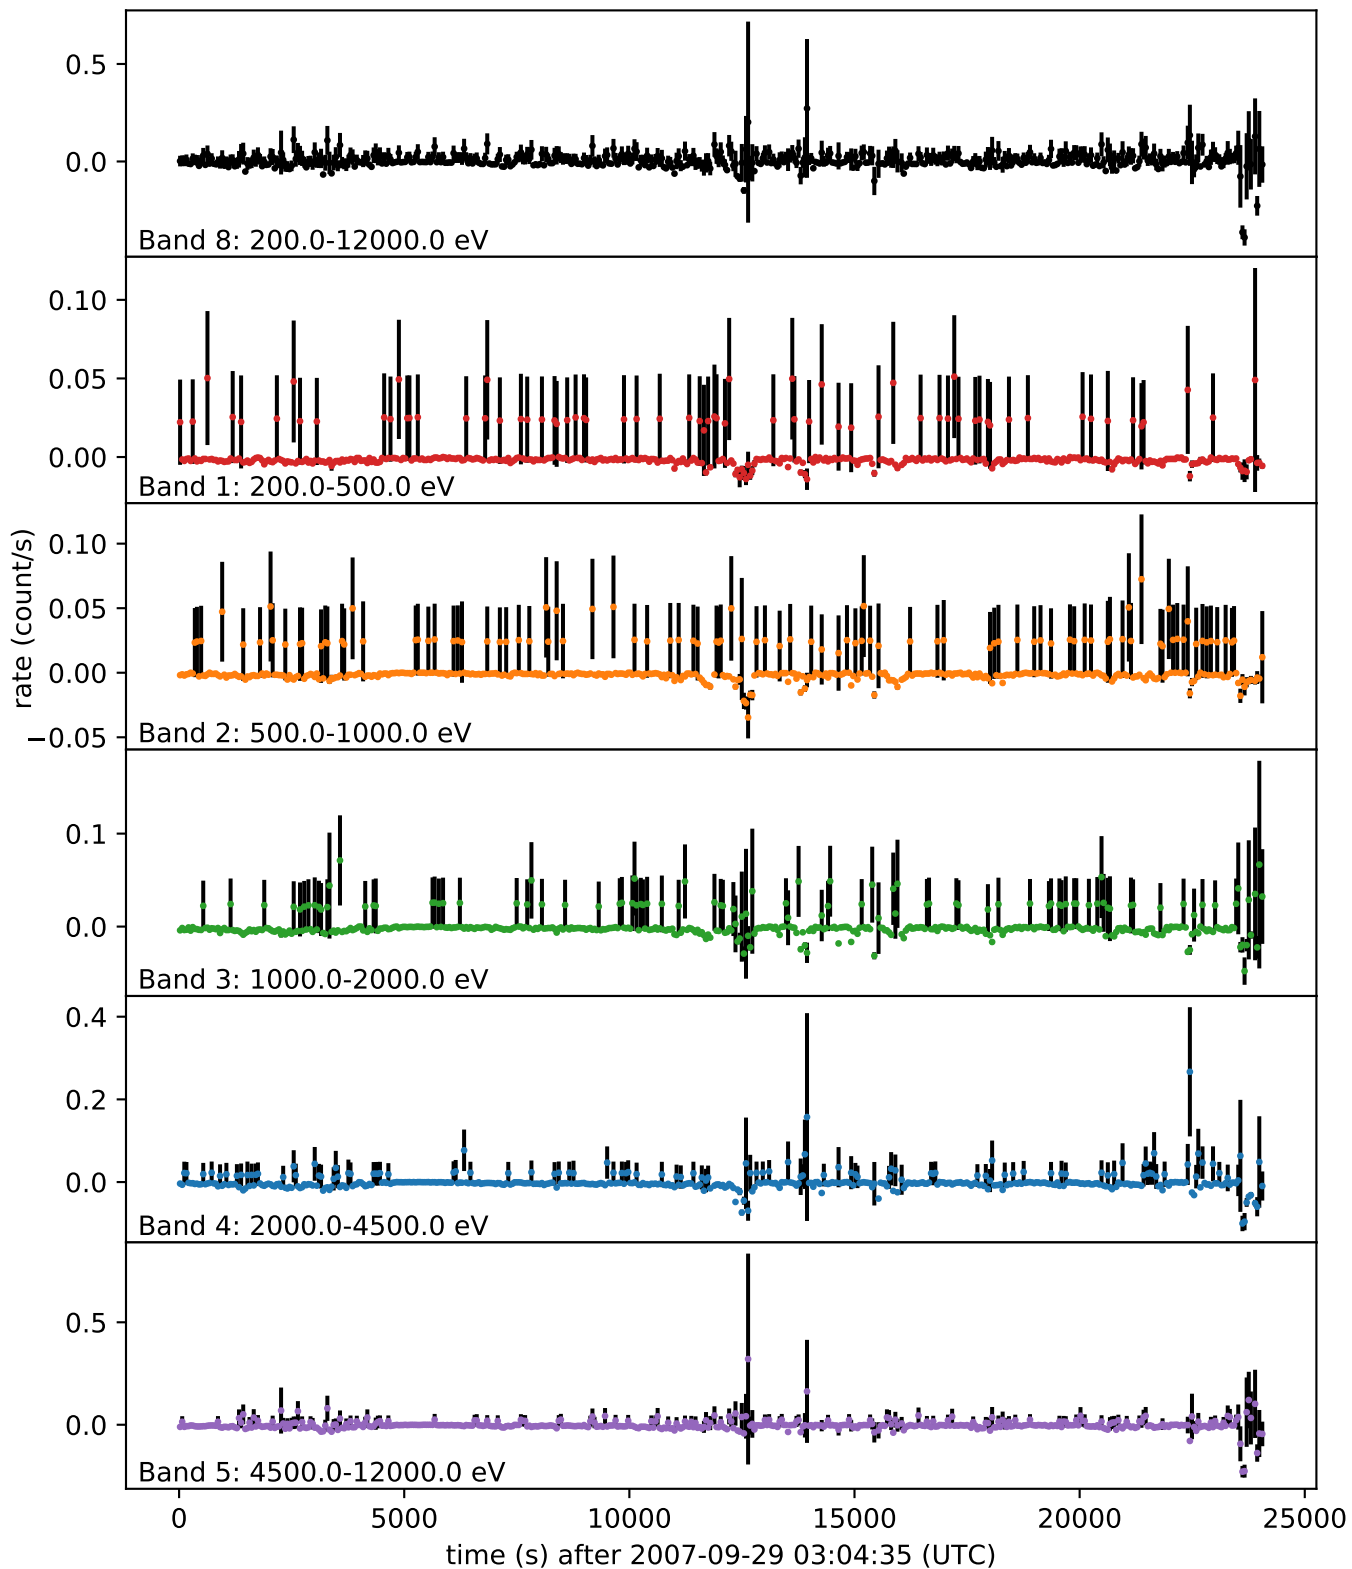 0.5
0.0
Band 8: 200.0-12000.0 eV
0.10
0.05
0.00
Band 1: 200.0-500.0 eV
rate (count/s)
0.10
0.05
0.00
−0.05
Band 2: 500.0-1000.0 eV
0.1
0.0
Band 3: 1000.0-2000.0 eV
0.4
0.2
0.0
Band 4: 2000.0-4500.0 eV
0.5
0.0
Band 5: 4500.0-12000.0 eV
0 5000 10000 15000 20000 25000
time (s) after 2007-09-29 03:04:35 (UTC)